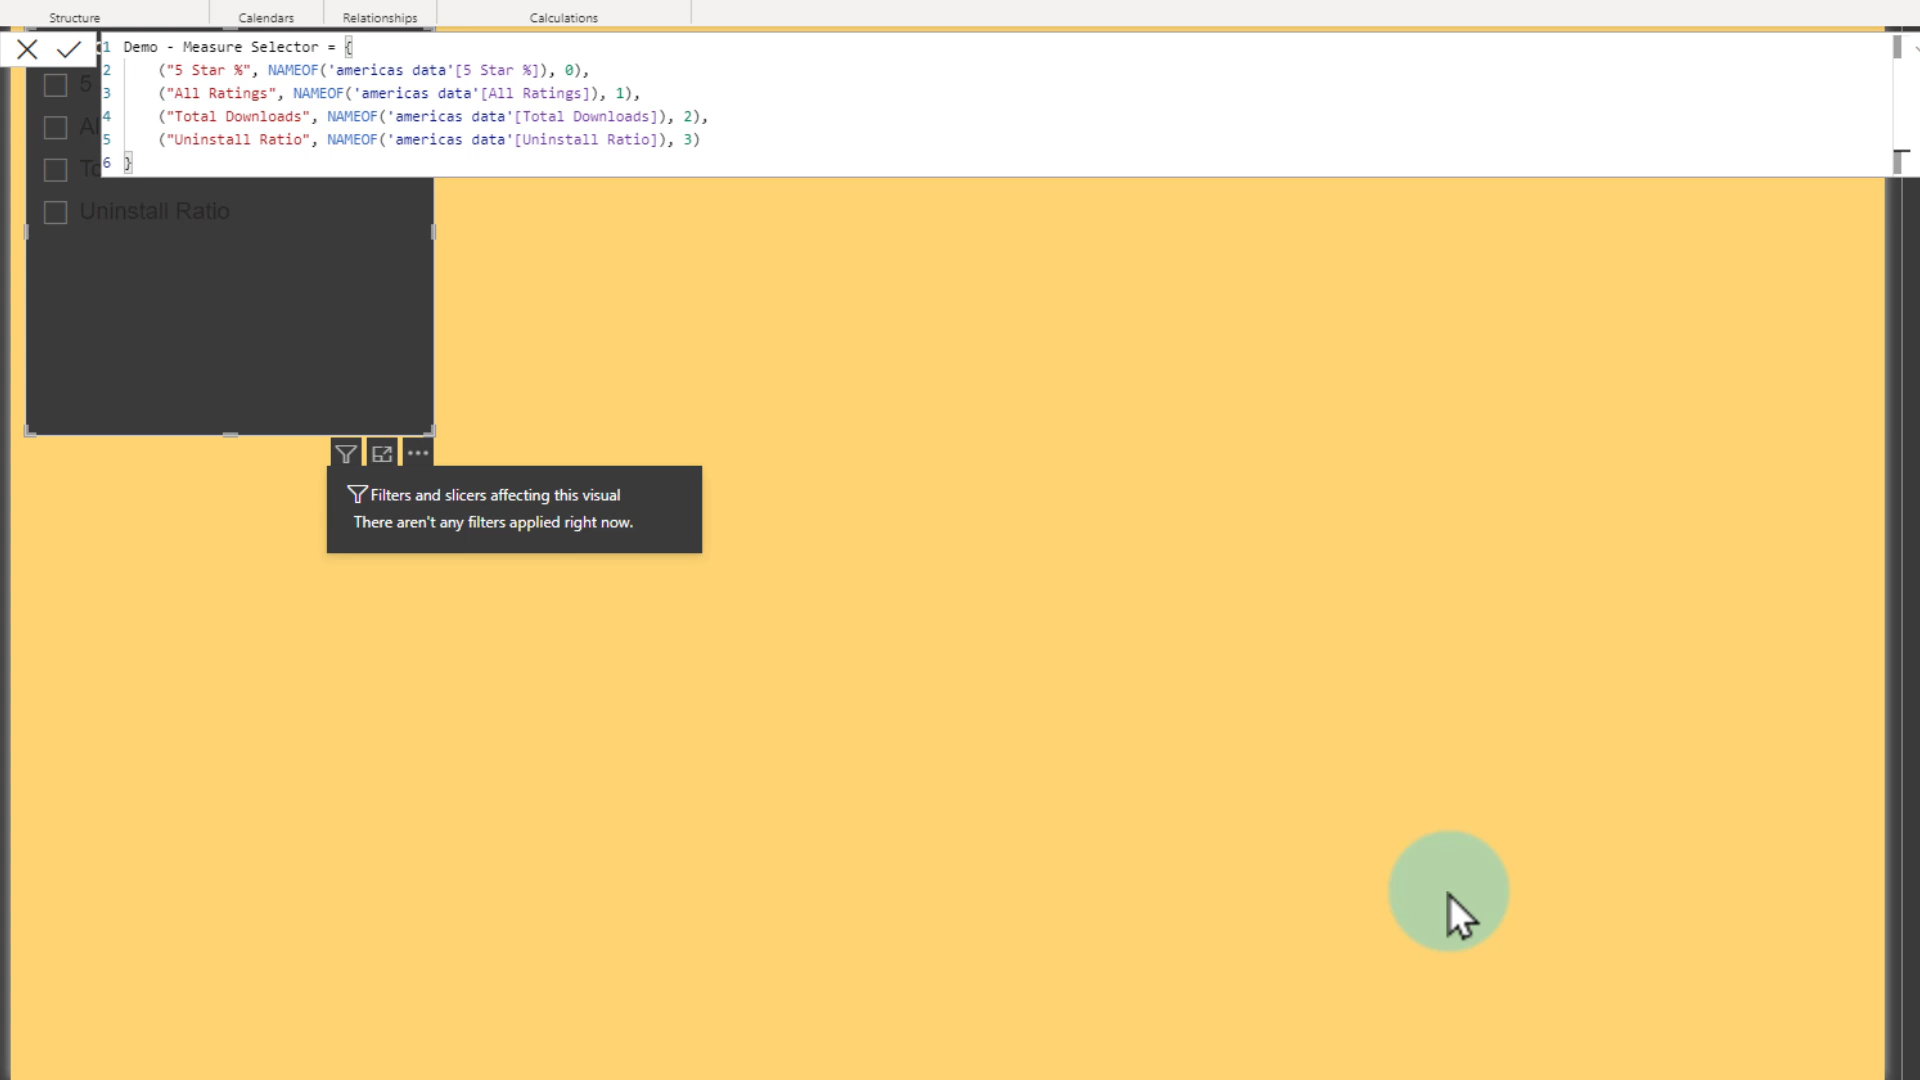 Structure
Calendars
Relationships
Calculations
1 Demo - Measure Selector = {
2 ("5 Star %", NAMEOF('americas data'[5 Star %]), 0),
3 ("All Ratings", NAMEOF('americas data'[All Ratings]), 1),
4 ("Total Downloads", NAMEOF('americas data'[Total Downloads]), 2),
5 ("Uninstall Ratio", NAMEOF('americas data'[Uninstall Ratio]), 3)
6 }
5
Uninstall Ratio
Filters and slicers affecting this visual
There aren't any filters applied right now.